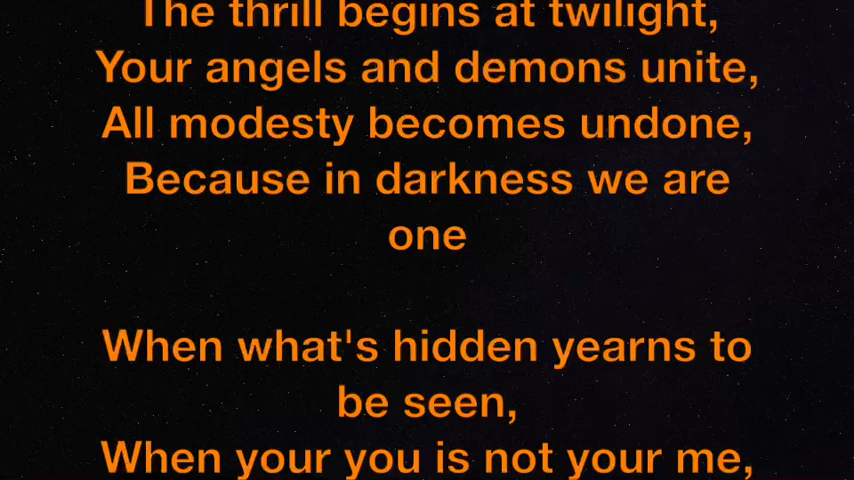 The thrill begins at twilight,
Your angels and demons unite,
All modesty becomes undone,
Because in darkness we are
one
When what's hidden yearns to
be seen,
When your you is not your me,